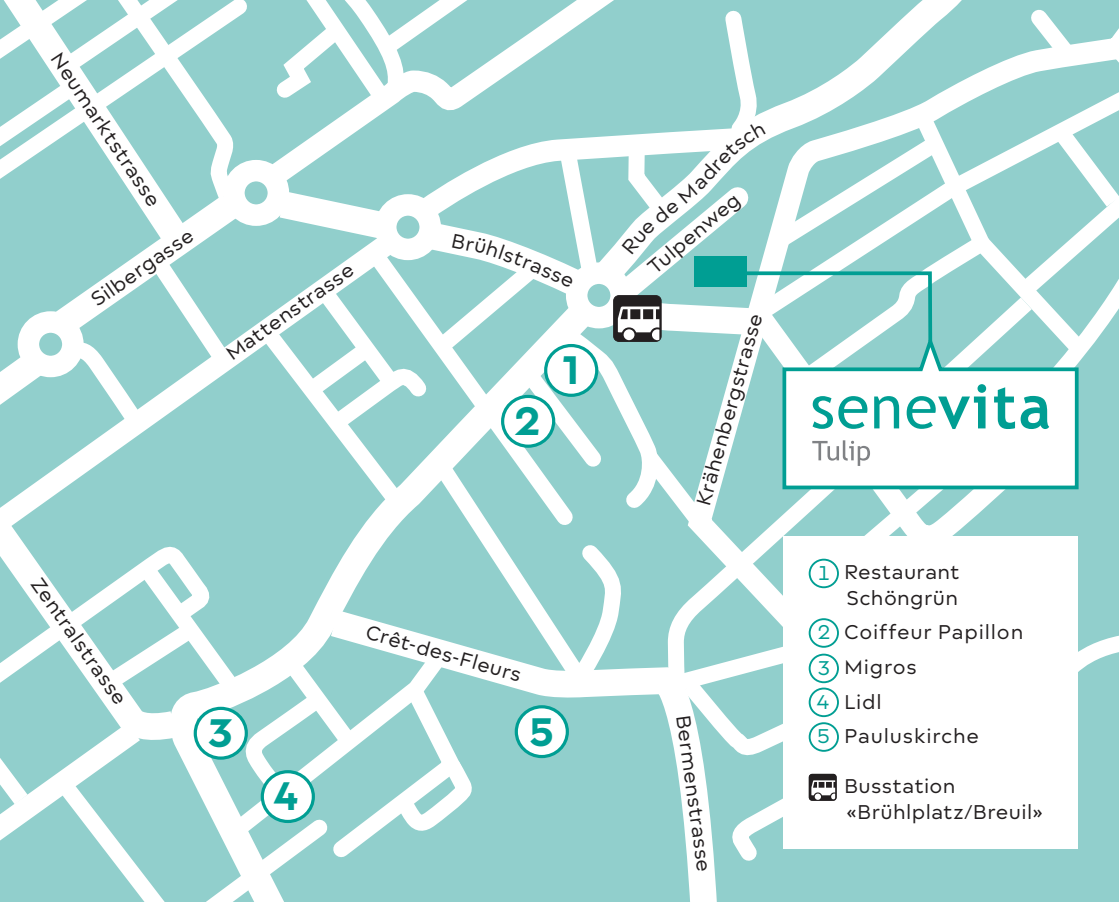 Neumarktstrasse
Silbergasse
Mattenstrasse
Brühlstrasse
Rue de Madretsch
Tulpenweg
Krähenbergstrasse
Zentralstrasse
Crêt-des-Fleurs
Bermenstrasse
1
2
3
4
5
senevita
Tulip
1 Restaurant
Schöngrün
2 Coiffeur Papillon
3 Migros
4 Lidl
5 Pauluskirche
Busstation
«Brühlplatz/Breuil»